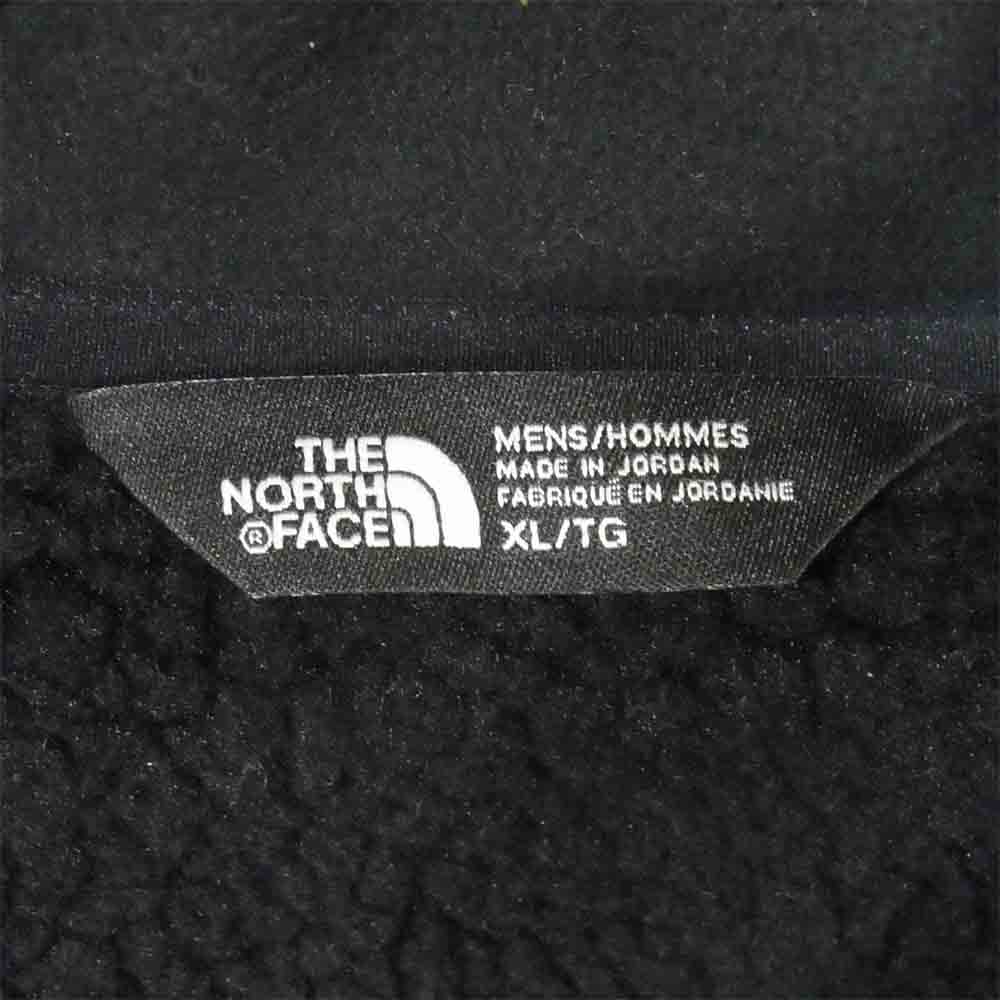 THE
NORTH
®FACE
MENS/HOMMES
MADE IN JORDAN
FABRIQUÉ EN JORDANIE
XL/TG